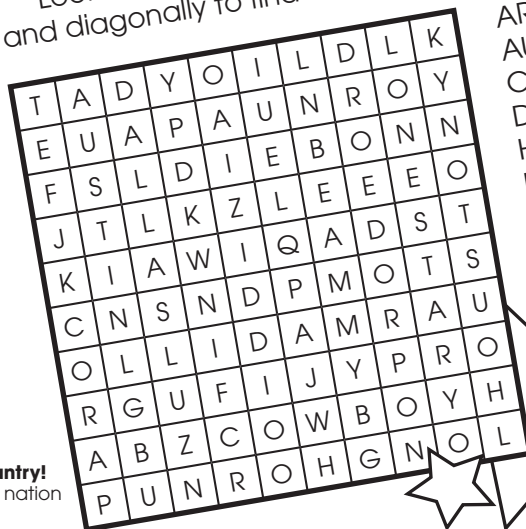 and diagonally to find
T A D Y O I L D L K
E U A P A U N R O Y
F S L D I E B O N N
J T L K Z L E E E O
K I A W I Q A D S T
C N S N D P M O T S
O L L I D A M R A U
R G U F I J Y P R O
A B Z C O W B O Y H
P U N R O H G N O L
AR
AU
C
D
H
untry!
nation